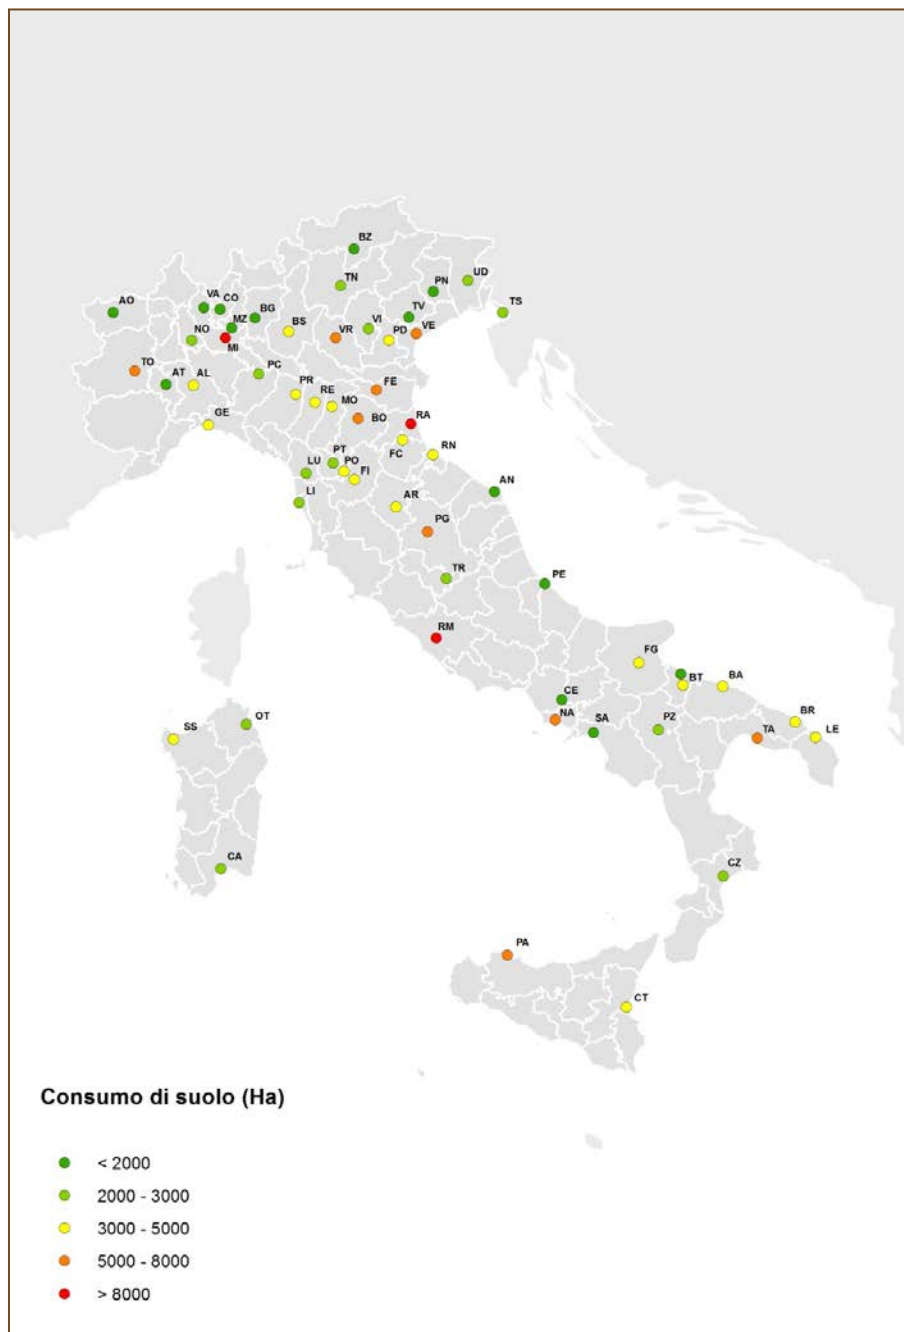 BZ
UD
TN
PN
AO
VA
CO
BG
MZ
TV
TS
NO
BS
VR
VI
PD
VE
MI
TO
PC
AT
AL
PR
RE
MO
FE
GE
BO
RA
FC
RN
PT
PO
LU
FI
LI
AR
AN
PG
TR
PE
RM
FG
BT
BA
CE
NA
SA
PZ
BR
TA
LE
OT
SS
CA
CZ
PA
CT
Consumo di suolo (Ha)
< 2000
2000 - 3000
3000 - 5000
5000 - 8000
> 8000